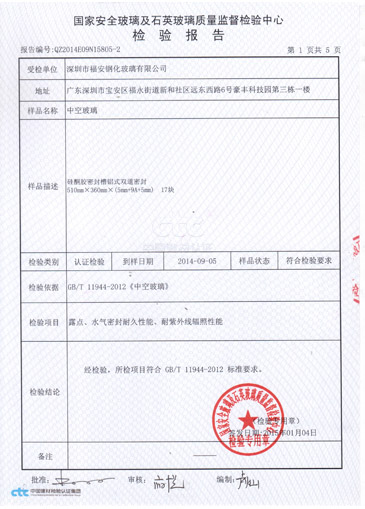 国家安全玻璃及石英玻璃质量监督检验中心
检 验 报 告
报告编号:QZ2014E09N15805-2
第 1 页共 5 页
受检单位 深圳市福安钢化玻璃有限公司
地址 广东深圳市宝安区福永街道新和社区远东西路6号豪丰科技园第三栋一楼
样品名称 中空玻璃
样品描述
硅酮胶密封槽铝式双道密封
510mm×360mm×(5mm+9A+5mm) 17块
检验类别 认证检验 到样日期 2014-09-05 样品状态 符合检验要求
检验依据 GB/T 11944-2012《中空玻璃》
检验项目 露点、水气密封耐久性能、耐紫外线辐照性能
检验结论
经检验，所检项目符合 GB/T 11944-2012 标准要求。
国家安全玻璃及石英玻璃质量监督检验中心
检验专用章
(检验专用章)
签发日期:2015年01月04日
备注
批准: 审核: 编制:
ctc 中国建材检验认证集团